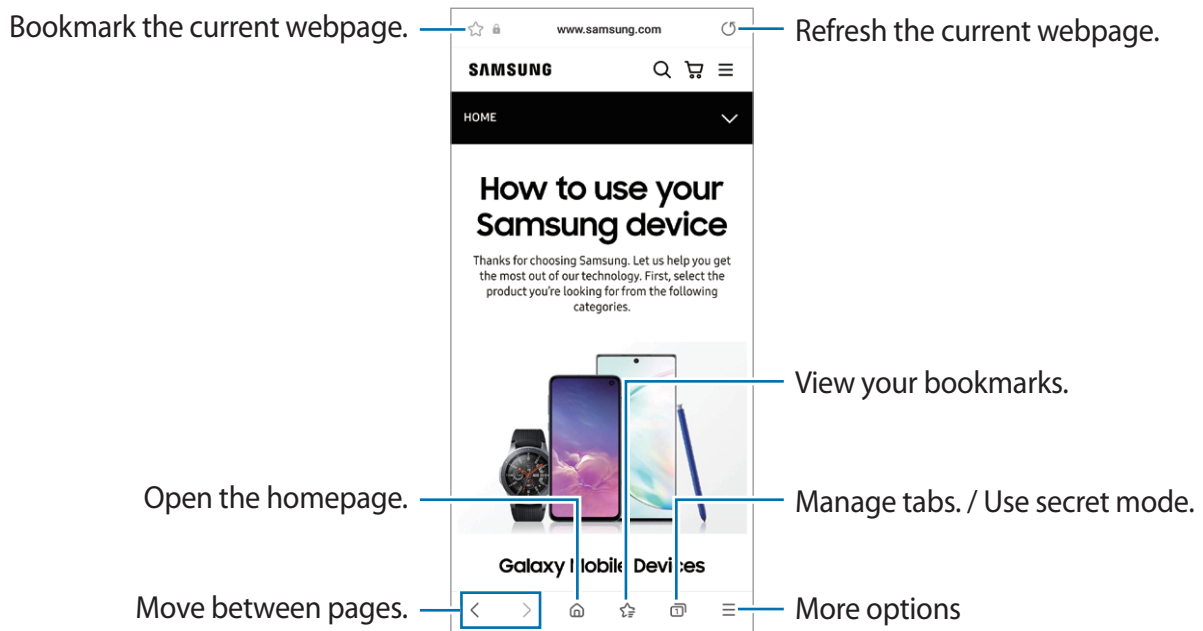 Bookmark the current webpage.
www.samsung.com
Refresh the current webpage.
SAMSUNG
HOME
How to use your
Samsung device
Thanks for choosing Samsung. Let us help you get
the most out of our technology. First, select the
product you're looking for from the following
categories.
View your bookmarks.
Open the homepage.
Manage tabs. / Use secret mode.
Galaxy Mobile Devices
Move between pages.
1
More options